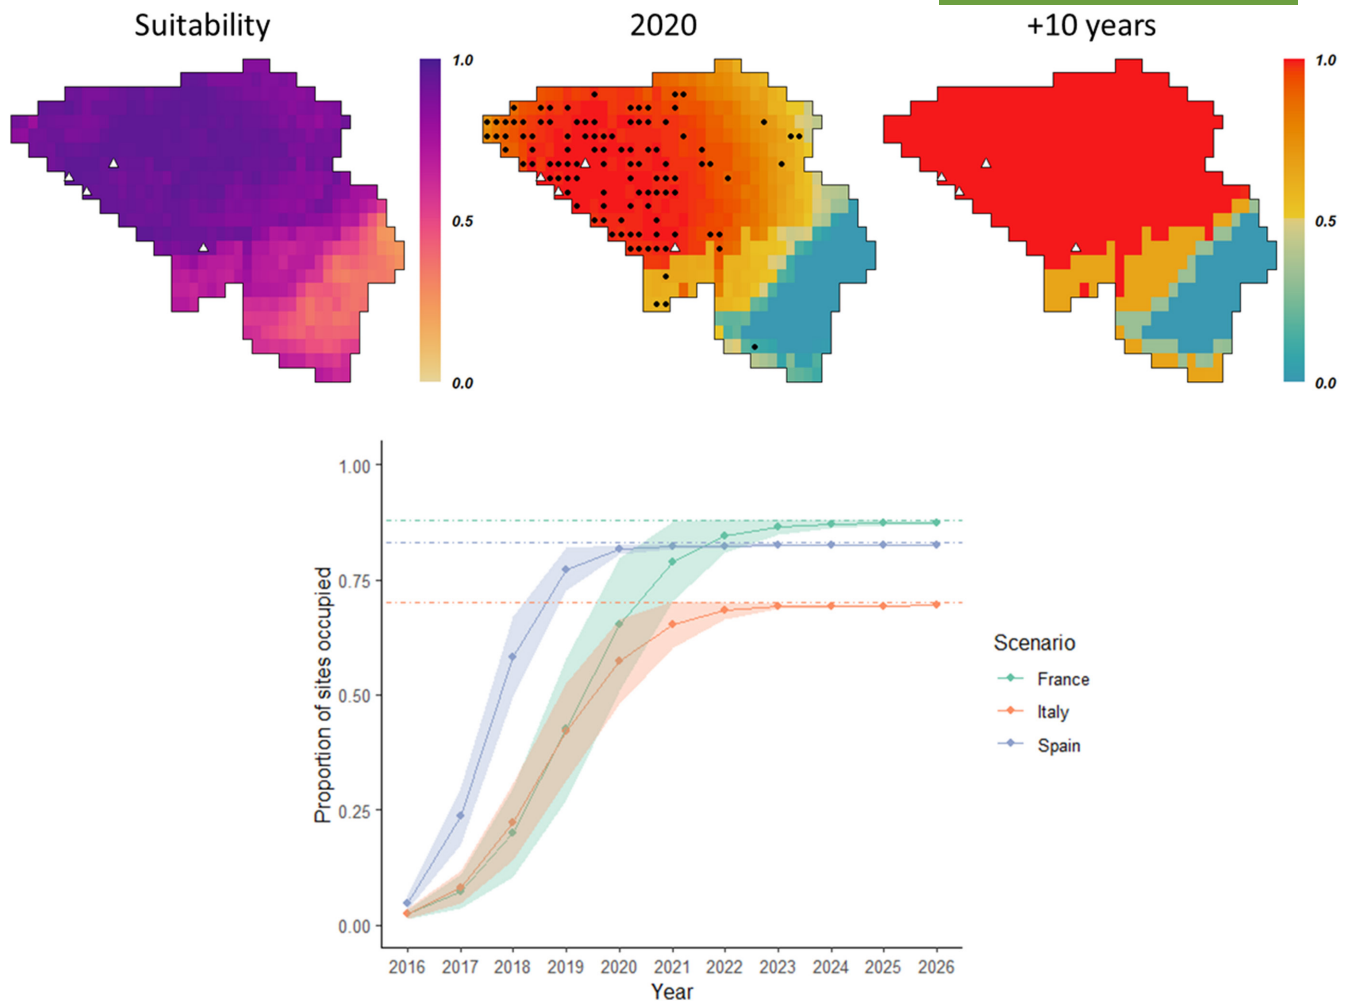 Suitability
2020
+10 years
1.0
0.5
0.0
1.0
0.5
0.0
1.00
0.75
0.50
0.25
0.00
Proportion of sites occupied
2016 2017 2018 2019 2020 2021 2022 2023 2024 2025 2026
Year
Scenario
France
Italy
Spain